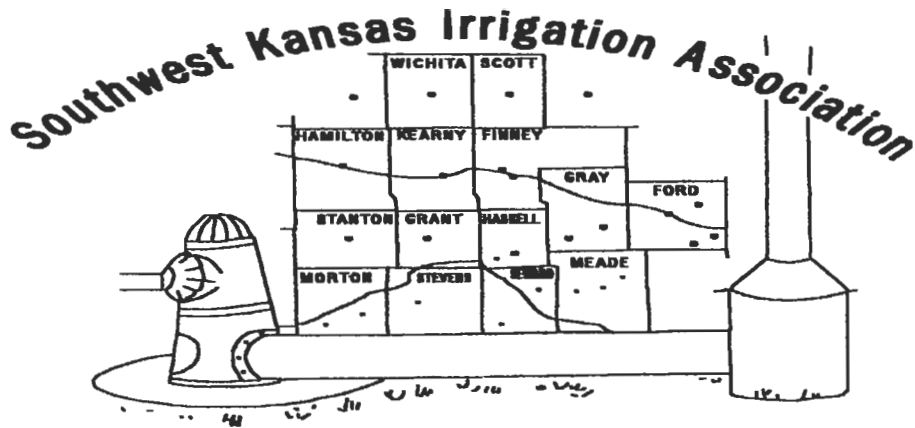 Southwest Kansas Irrigation Association
WICHITA SCOTT
HAMILTON KEARNY FINNEY
GRAY
FORD
STANTON GRANT HASKELL
MEADE
MORTON STEVENS